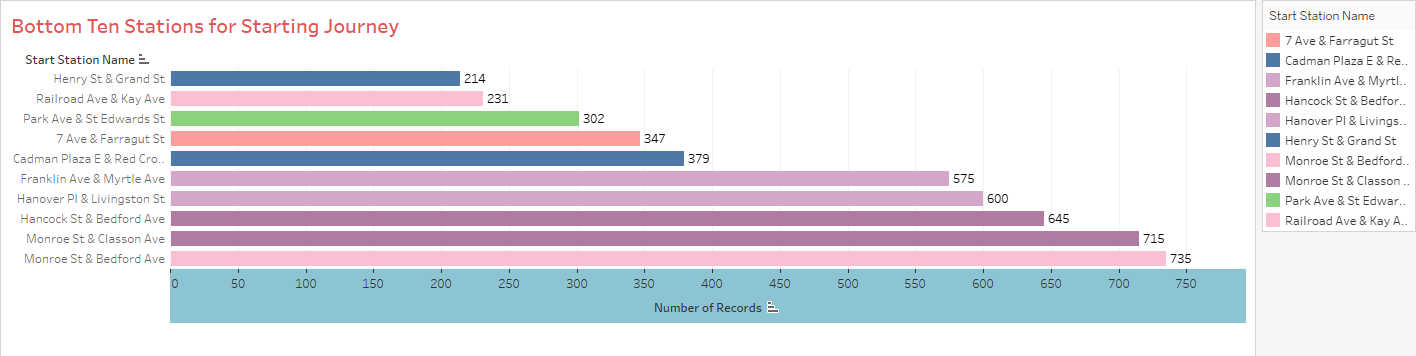 Bottom Ten Stations for Starting Journey
Start Station Name
Henry St & Grand St 214
Railroad Ave & Kay Ave 231
Park Ave & St Edwards St 302
7 Ave & Farragut St 347
Cadman Plaza E & Red Cro.. 379
Franklin Ave & Myrtle Ave 575
Hanover Pl & Livingston St 600
Hancock St & Bedford Ave 645
Monroe St & Classon Ave 715
Monroe St & Bedford Ave 735
0 50 100 150 200 250 300 350 400 450 500 550 600 650 700 750
Number of Records
Start Station Name
7 Ave & Farragut St
Cadman Plaza E & Re..
Franklin Ave & Myrtl..
Hancock St & Bedfor..
Hanover Pl & Livings..
Henry St & Grand St
Monroe St & Bedford..
Monroe St & Classon ..
Park Ave & St Edwar..
Railroad Ave & Kay A..